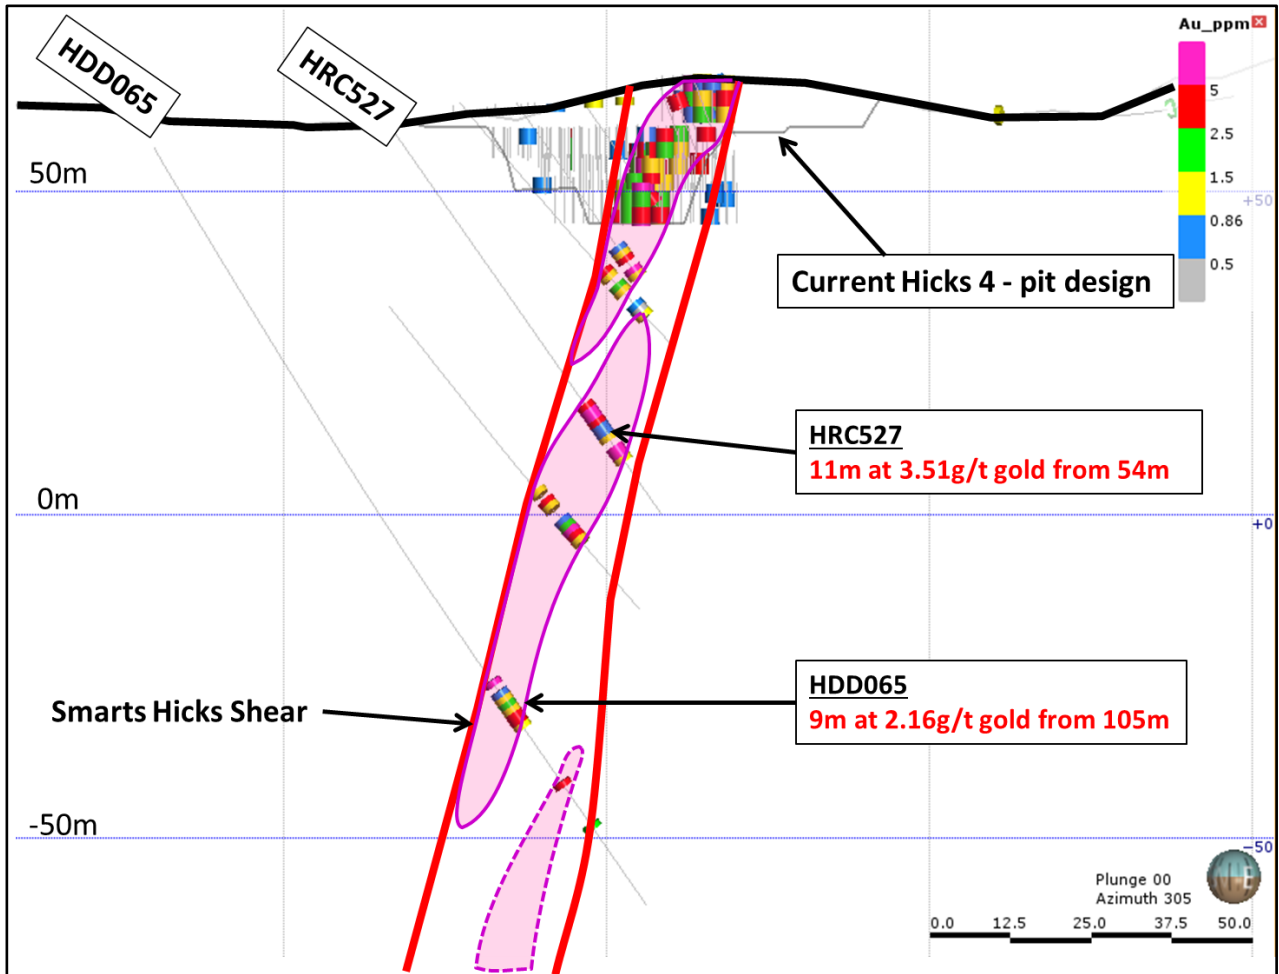 HDD065
HRC527
Au_ppm
5
2.5
1.5
0.86
0.5
50m
+50
Current Hicks 4 - pit design
HRC527
11m at 3.51g/t gold from 54m
0m
+0
HDD065
9m at 2.16g/t gold from 105m
Smarts Hicks Shear
-50m
-50
Plunge 00
Azimuth 305
E
0.0 12.5 25.0 37.5 50.0